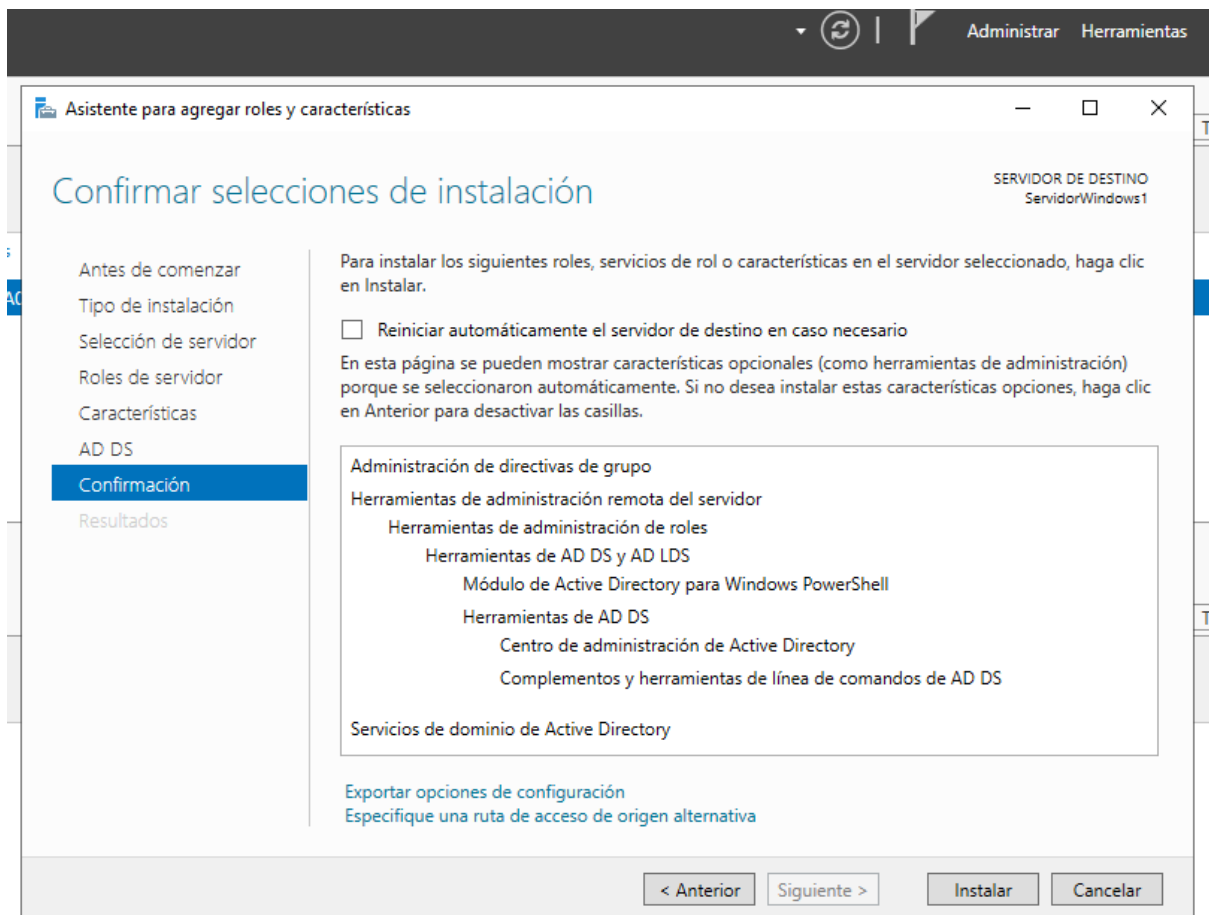 Administrar Herramientas
Asistente para agregar roles y características
Confirmar selecciones de instalación
SERVIDOR DE DESTINO
ServidorWindows1
Antes de comenzar
Tipo de instalación
Selección de servidor
Roles de servidor
Características
AD DS
Confirmación
Resultados
Para instalar los siguientes roles, servicios de rol o características en el servidor seleccionado, haga clic
en Instalar.
Reiniciar automáticamente el servidor de destino en caso necesario
En esta página se pueden mostrar características opcionales (como herramientas de administración)
porque se seleccionaron automáticamente. Si no desea instalar estas características opciones, haga clic
en Anterior para desactivar las casillas.
Administración de directivas de grupo
Herramientas de administración remota del servidor
Herramientas de administración de roles
Herramientas de AD DS y AD LDS
Módulo de Active Directory para Windows PowerShell
Herramientas de AD DS
Centro de administración de Active Directory
Complementos y herramientas de línea de comandos de AD DS
Servicios de dominio de Active Directory
Exportar opciones de configuración
Especifique una ruta de acceso de origen alternativa
< Anterior Siguiente > Instalar Cancelar